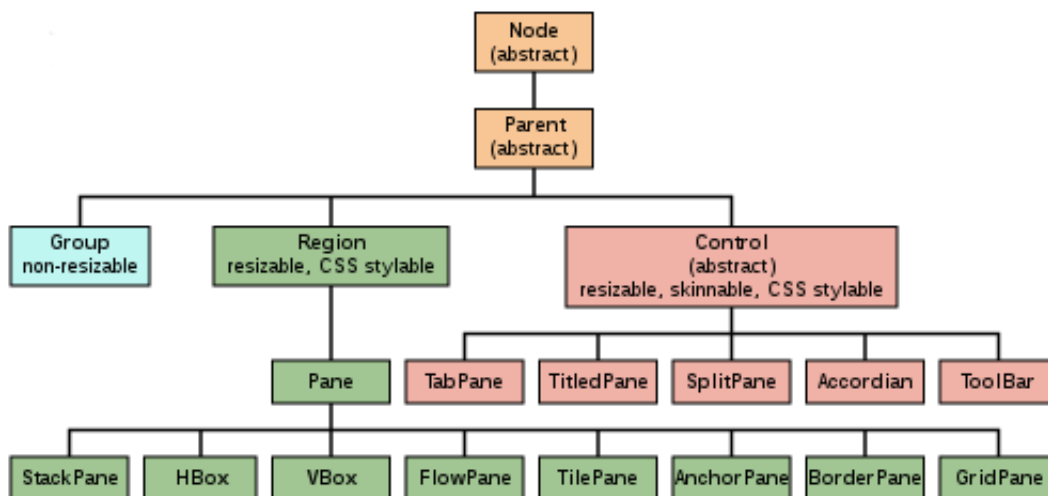 Node
(abstract)
Parent
(abstract)
Group
non-resizable
Region
resizable, CSS stylable
Control
(abstract)
resizable, skinnable, CSS stylable
Pane
TabPane
TitledPane
SplitPane
Accordian
ToolBar
StackPane
HBox
VBox
FlowPane
TilePane
AnchorPane
BorderPane
GridPane